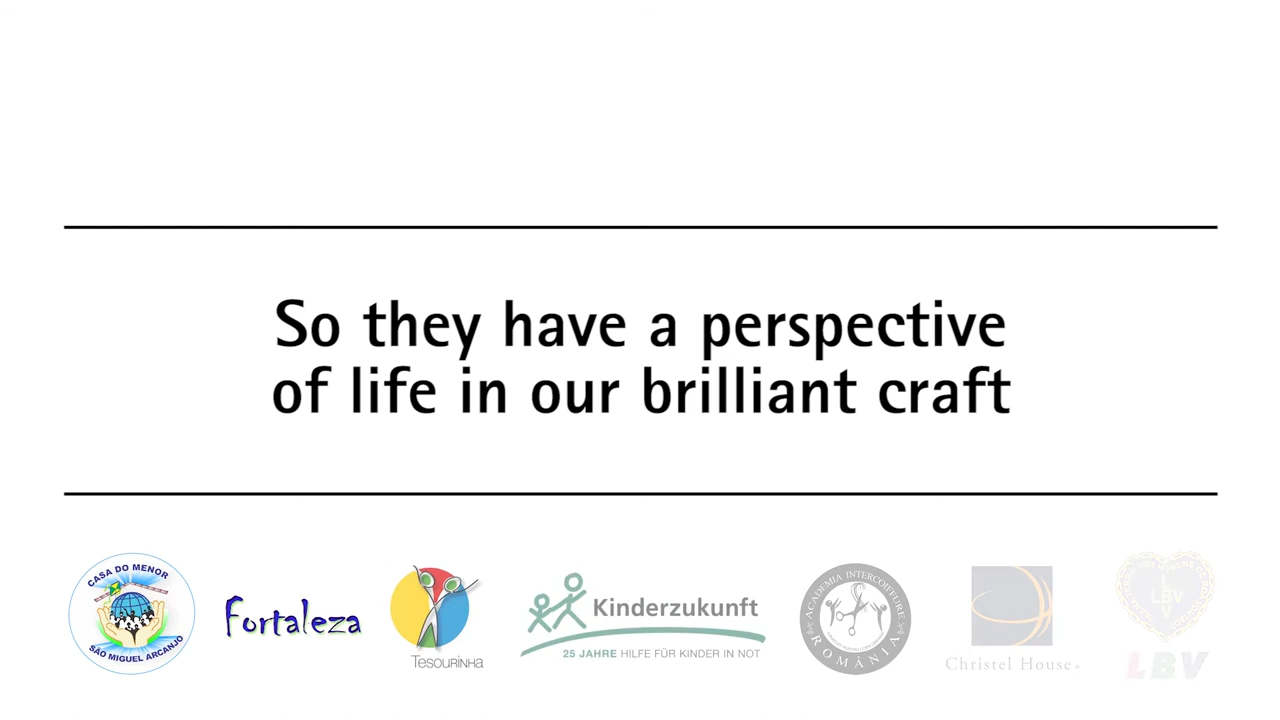 So they have a perspective
of life in our brilliant craft
CASA DO MENOR
SÃO MIGUEL ARCANJO
Fortaleza
TESOURINHA
Kinderzukunft
25 JAHRE HILFE FÜR KINDER IN NOT
ACADEMIA INTERCOIFFURE
ROMÂNIA
Christel House
LBV
LBV